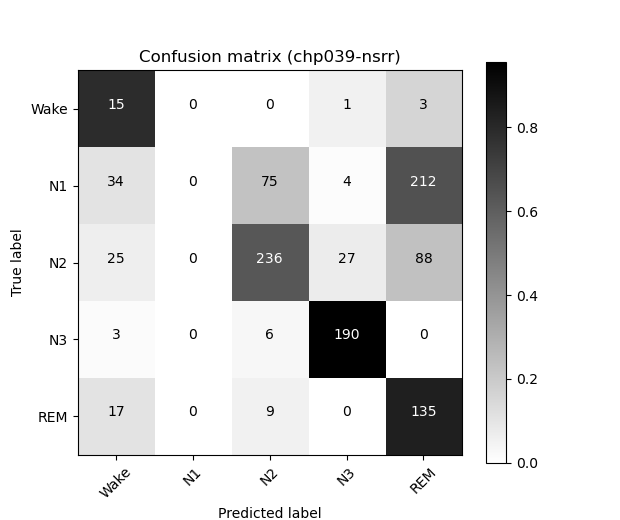 Confusion matrix (chp039-nsrr)
Wake 15 0 0 1 3
N1 34 0 75 4 212
N2 25 0 236 27 88
N3 3 0 6 190 0
REM 17 0 9 0 135
Wake N1 N2 N3 REM
Predicted label
True label
0.8
0.6
0.4
0.2
0.0